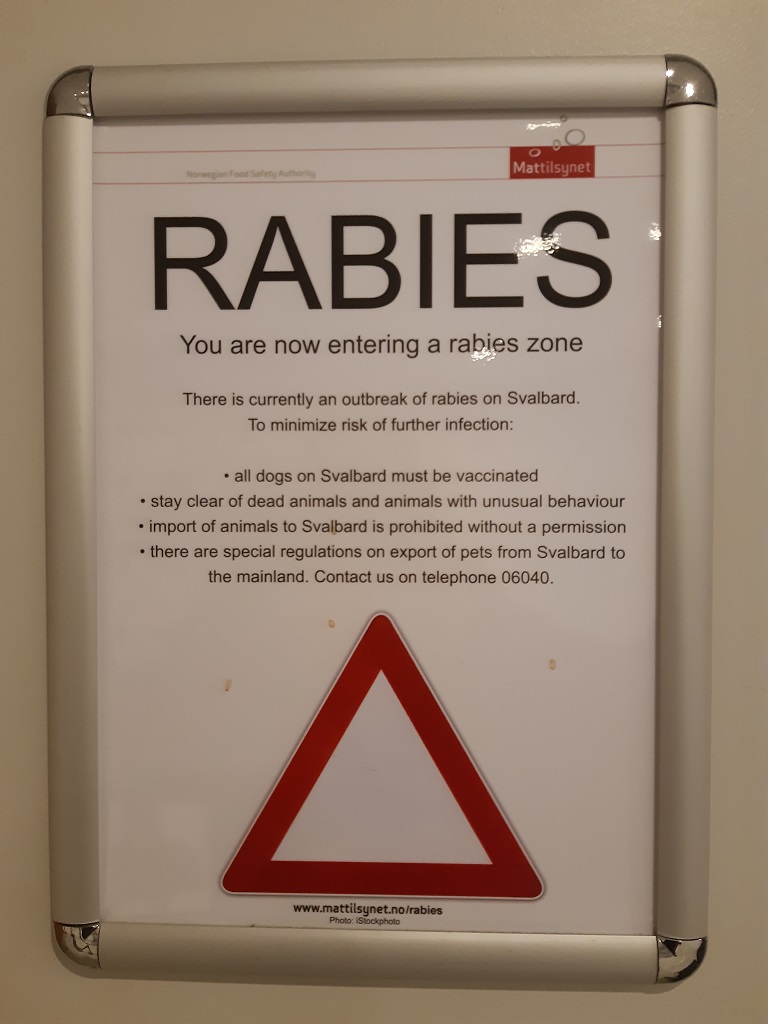 Norwegian Food Safety Authority
Mattilsynet
RABIES
You are now entering a rabies zone
There is currently an outbreak of rabies on Svalbard.
To minimize risk of further infection:
• all dogs on Svalbard must be vaccinated
• stay clear of dead animals and animals with unusual behaviour
• import of animals to Svalbard is prohibited without a permission
• there are special regulations on export of pets from Svalbard to
the mainland. Contact us on telephone 06040.
www.mattilsynet.no/rabies
Photo: iStockphoto